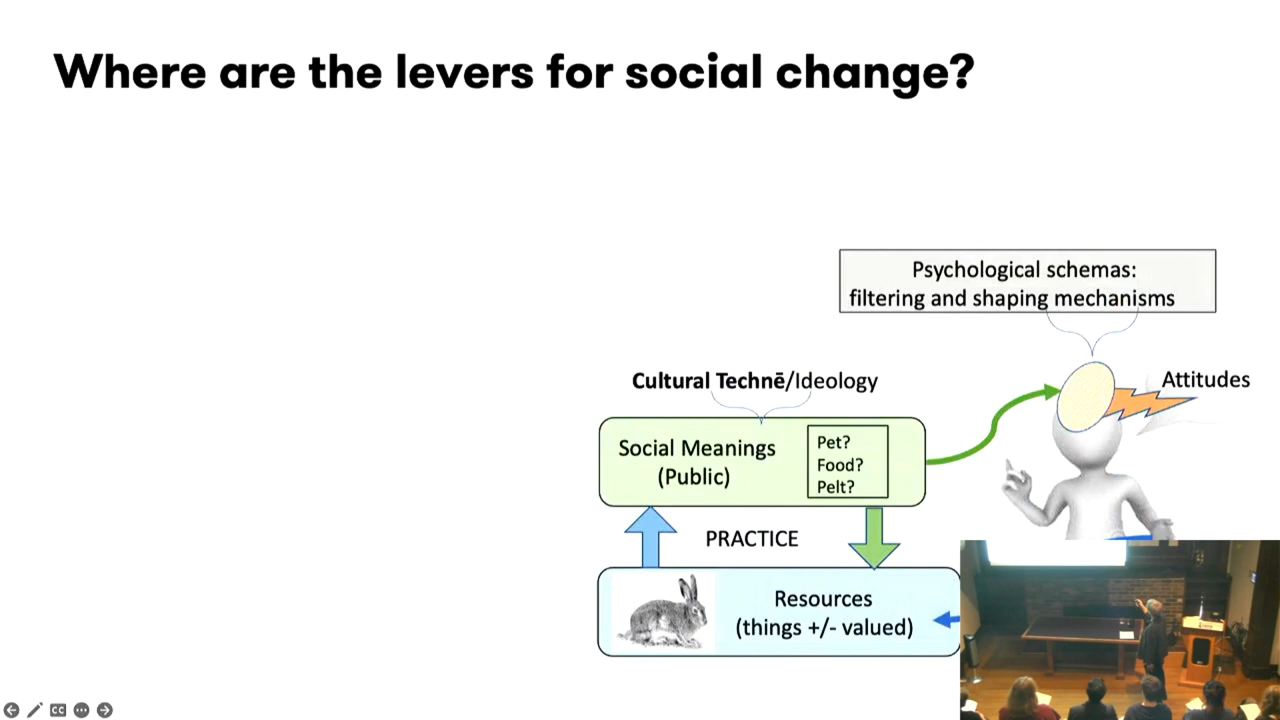 Where are the levers for social change?
Psychological schemas:
filtering and shaping mechanisms
Cultural Technē/Ideology
Attitudes
Social Meanings
(Public)
Pet?
Food?
Pelt?
PRACTICE
Resources
(things +/- valued)
CC